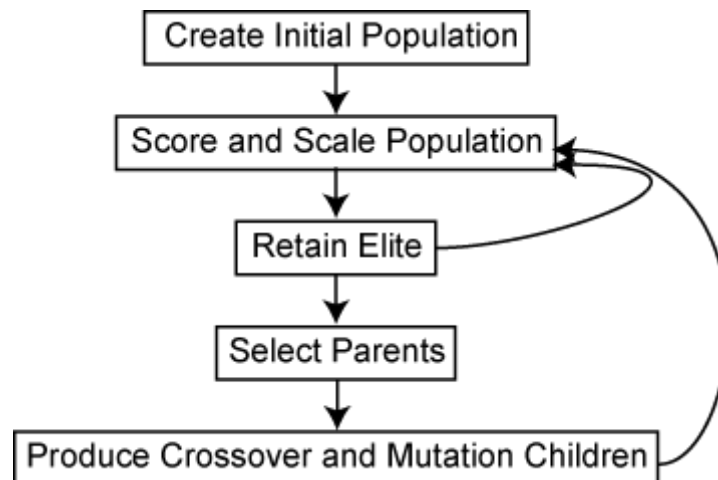 Create Initial Population
Score and Scale Population
Retain Elite
Select Parents
Produce Crossover and Mutation Children